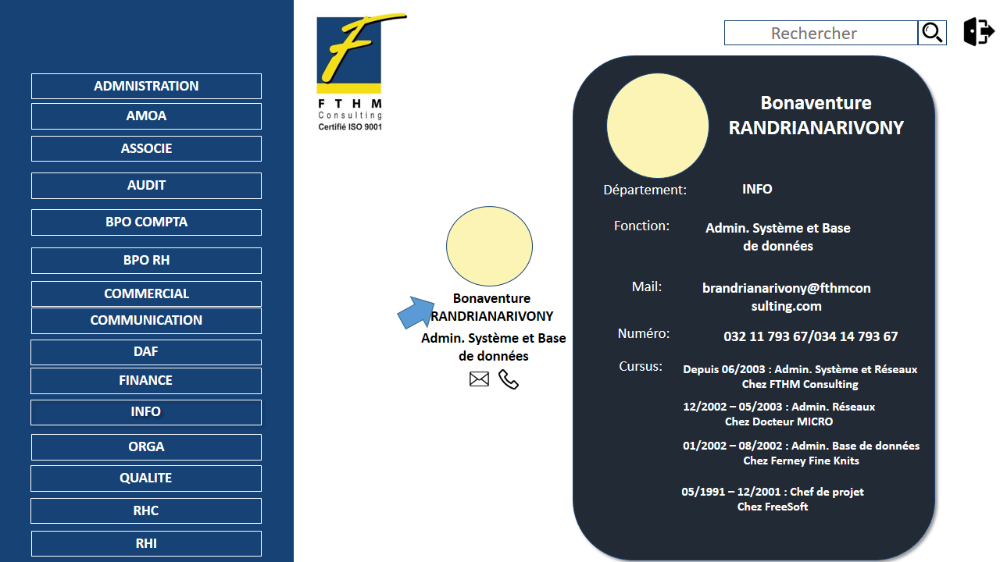 ADMNISTRATION
AMOA
ASSOCIE
AUDIT
BPO COMPTA
BPO RH
COMMERCIAL
COMMUNICATION
DAF
FINANCE
INFO
ORGA
QUALITE
RHC
RHI
F T H M
Consulting
Certifié ISO 9001
Rechercher
Bonaventure
RANDRIANARIVONY
Admin. Système et Base
de données
Bonaventure
RANDRIANARIVONY
Département: INFO
Fonction: Admin. Système et Base
de données
Mail: brandrianarivony@fthmcon
sulting.com
Numéro: 032 11 793 67/034 14 793 67
Cursus: Depuis 06/2003 : Admin. Système et Réseaux
Chez FTHM Consulting
12/2002 – 05/2003 : Admin. Réseaux
Chez Docteur MICRO
01/2002 – 08/2002 : Admin. Base de données
Chez Ferney Fine Knits
05/1991 – 12/2001 : Chef de projet
Chez FreeSoft